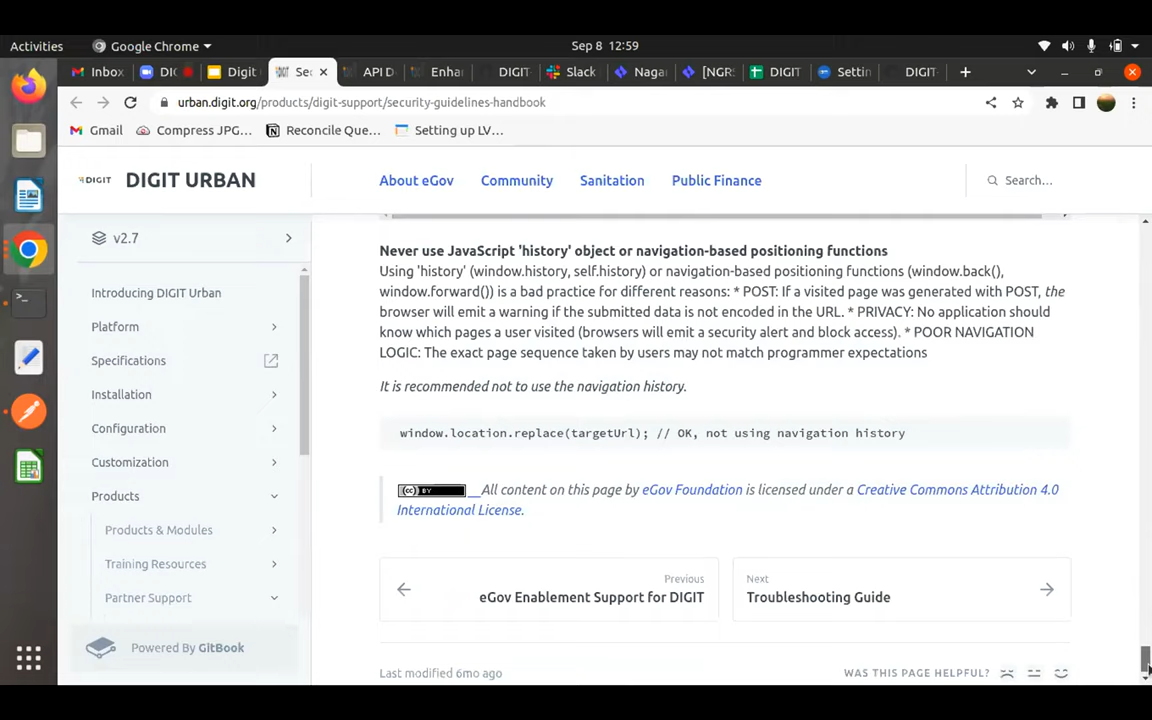 Activities
Google Chrome
Sep 8 12:59
Inbox
DIG
Digit
Sec
API D
Enhar
DIGIT
Slack
Nagar
[NGRS
DIGIT
Settin
DIGIT
urban.digit.org/products/digit-support/security-guidelines-handbook
Gmail
Compress JPG...
Reconcile Que...
Setting up LV...
DIGIT
DIGIT URBAN
About eGov
Community
Sanitation
Public Finance
Search...
v2.7
Introducing DIGIT Urban
Platform
Specifications
Installation
Configuration
Customization
Products
Products & Modules
Training Resources
Partner Support
Powered By GitBook
Never use JavaScript 'history' object or navigation-based positioning functions
Using 'history' (window.history, self.history) or navigation-based positioning functions (window.back(),
window.forward()) is a bad practice for different reasons: * POST: If a visited page was generated with POST, the
browser will emit a warning if the submitted data is not encoded in the URL. * PRIVACY: No application should
know which pages a user visited (browsers will emit a security alert and block access). * POOR NAVIGATION
LOGIC: The exact page sequence taken by users may not match programmer expectations
It is recommended not to use the navigation history.
window.location.replace(targetUrl); // OK, not using navigation history
(cc) BY __All content on this page by eGov Foundation is licensed under a Creative Commons Attribution 4.0
International License.
Previous
eGov Enablement Support for DIGIT
Next
Troubleshooting Guide
Last modified 6mo ago
WAS THIS PAGE HELPFUL?